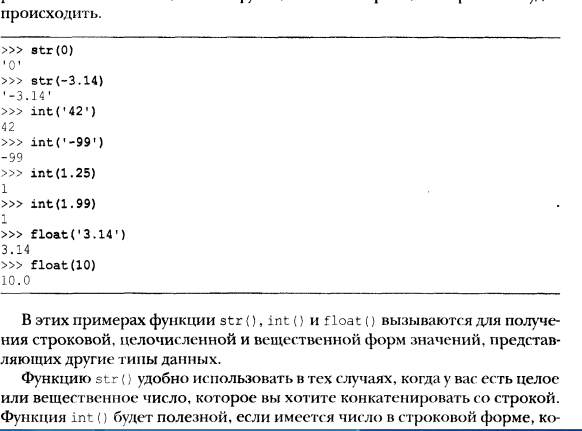 происходить.
>>> str(0)
'0'
>>> str(-3.14)
'-3.14'
>>> int('42')
42
>>> int('-99')
-99
>>> int(1.25)
1
>>> int(1.99)
1
>>> float('3.14')
3.14
>>> float(10)
10.0
В этих примерах функции str(), int() и float() вызываются для получе-
ния строковой, целочисленной и вещественной форм значений, представ-
ляющих другие типы данных.
Функцию str() удобно использовать в тех случаях, когда у вас есть целое
или вещественное число, которое вы хотите конкатенировать со строкой.
Функция int() будет полезной, если имеется число в строковой форме, ко-